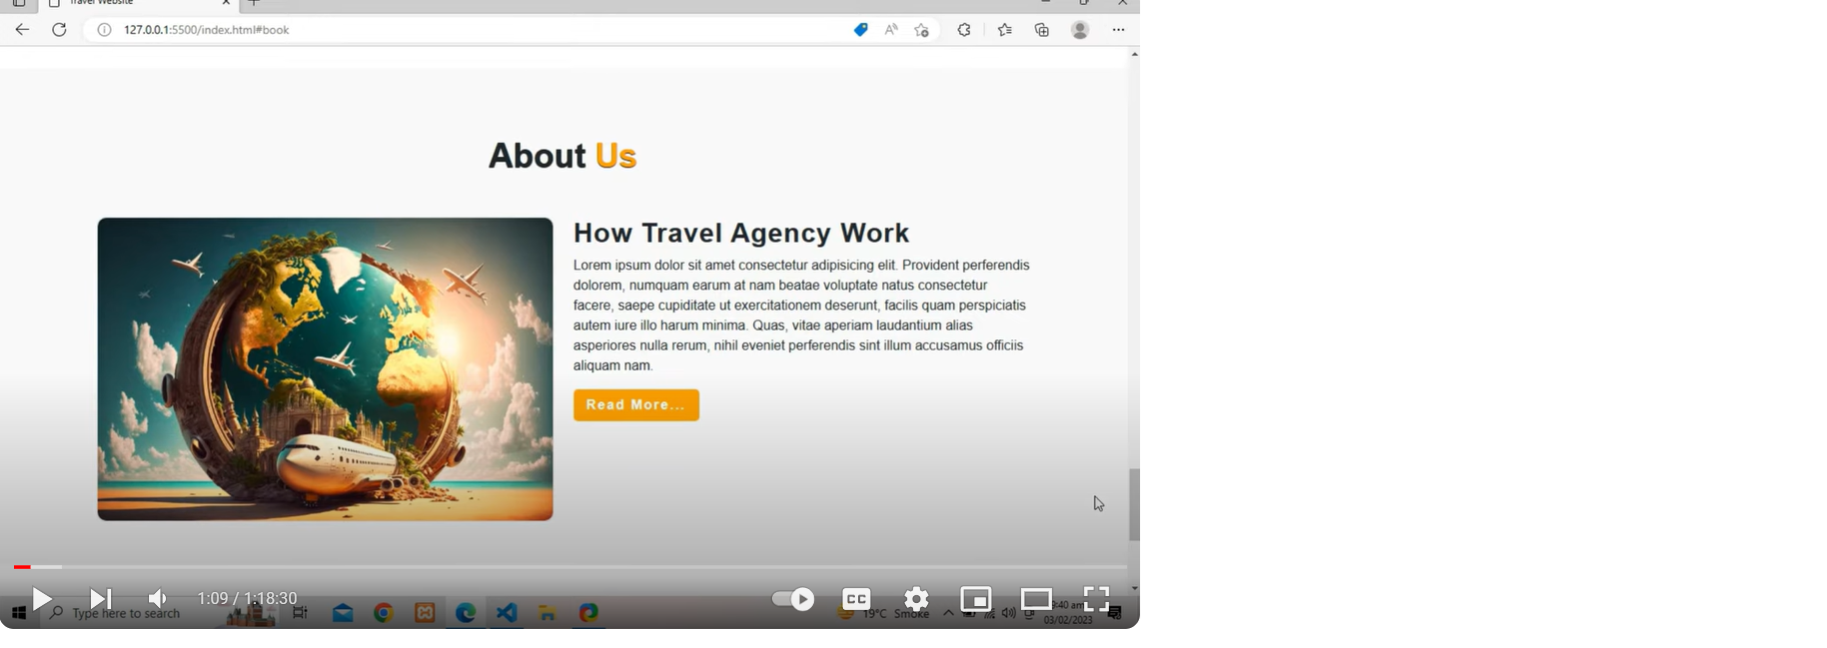 Travel Website
127.0.0.1:5500/index.html#book
About Us
How Travel Agency Work
Lorem ipsum dolor sit amet consectetur adipisicing elit. Provident perferendis
dolorem, numquam earum at nam beatae voluptate natus consectetur
facere, saepe cupiditate ut exercitationem deserunt, facilis quam perspiciatis
autem iure illo harum minima. Quas, vitae aperiam laudantium alias
asperiores nulla rerum, nihil eveniet perferendis sint illum accusamus officiis
aliquam nam.
Read More...
1:09 / 1:18:30
CC
Type here to search
19°C Smoke
9:40 am
03/02/2023